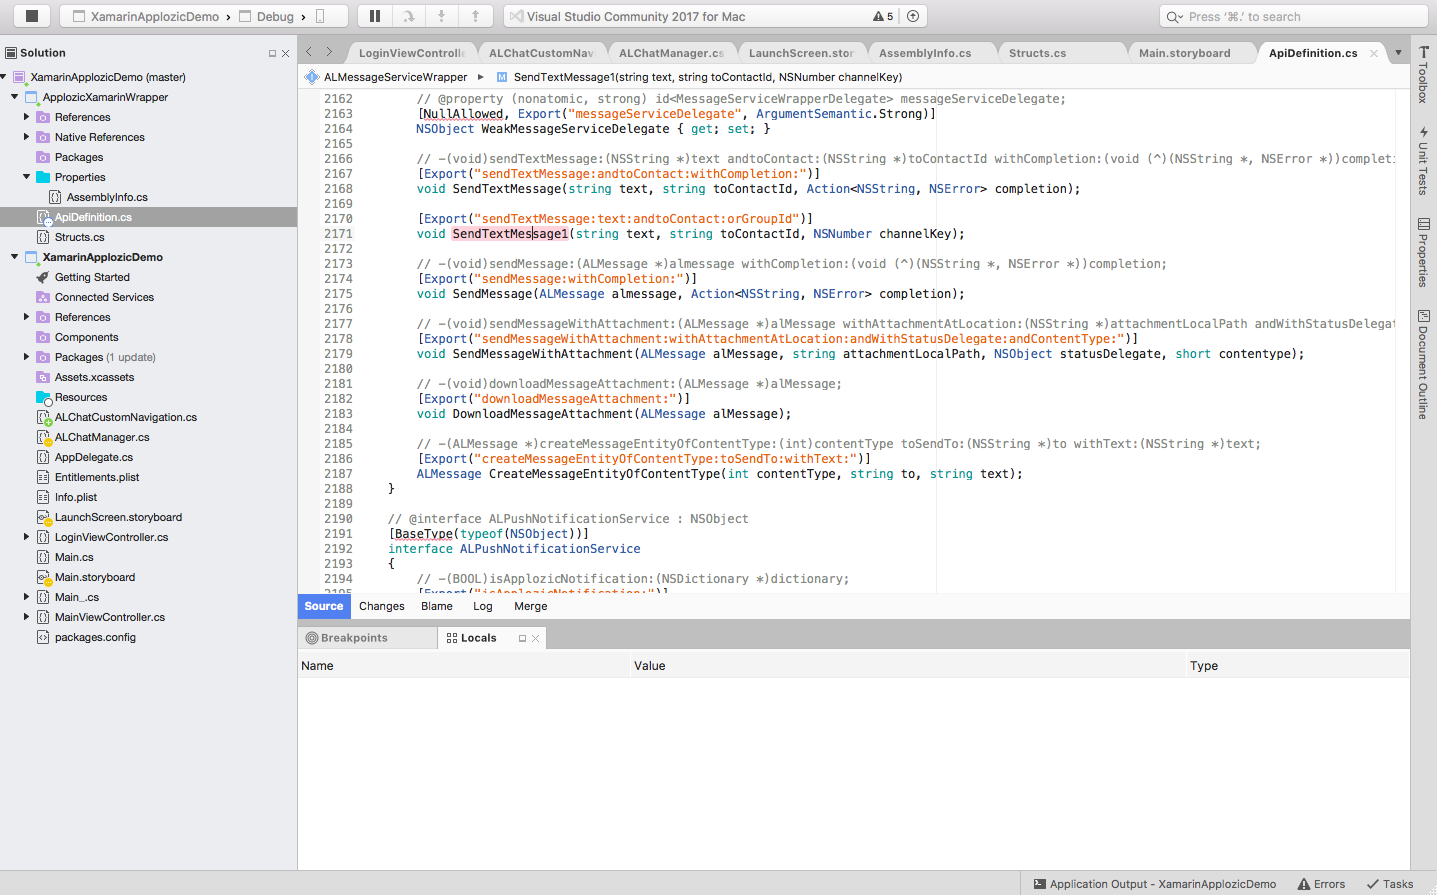 XamarinApplozicDemo › Debug ›
Visual Studio Community 2017 for Mac
5
Press '⌘.' to search
Solution
XamarinApplozicDemo (master)
ApplozicXamarinWrapper
References
Native References
Packages
Properties
AssemblyInfo.cs
ApiDefinition.cs
Structs.cs
XamarinApplozicDemo
Getting Started
Connected Services
References
Components
Packages (1 update)
Assets.xcassets
Resources
ALChatCustomNavigation.cs
ALChatManager.cs
AppDelegate.cs
Entitlements.plist
Info.plist
LaunchScreen.storyboard
LoginViewController.cs
Main.cs
Main.storyboard
Main_.cs
MainViewController.cs
packages.config
LoginViewControlle ALChatCustomNavi ALChatManager.cs LaunchScreen.stor AssemblyInfo.cs Structs.cs Main.storyboard ApiDefinition.cs
ALMessageServiceWrapper ▶ M SendTextMessage1(string text, string toContactId, NSNumber channelKey)
2162 // @property (nonatomic, strong) id<MessageServiceWrapperDelegate> messageServiceDelegate;
2163 [NullAllowed, Export("messageServiceDelegate", ArgumentSemantic.Strong)]
2164 NSObject WeakMessageServiceDelegate { get; set; }
2165
2166 // -(void)sendTextMessage:(NSString *)text andtoContact:(NSString *)toContactId withCompletion:(void (^)(NSString *, NSError *))completi
2167 [Export("sendTextMessage:andtoContact:withCompletion:")]
2168 void SendTextMessage(string text, string toContactId, Action<NSString, NSError> completion);
2169
2170 [Export("sendTextMessage:text:andtoContact:orGroupId")]
2171 void SendTextMessage1(string text, string toContactId, NSNumber channelKey);
2172
2173 // -(void)sendMessage:(ALMessage *)almessage withCompletion:(void (^)(NSString *, NSError *))completion;
2174 [Export("sendMessage:withCompletion:")]
2175 void SendMessage(ALMessage almessage, Action<NSString, NSError> completion);
2176
2177 // -(void)sendMessageWithAttachment:(ALMessage *)alMessage withAttachmentAtLocation:(NSString *)attachmentLocalPath andWithStatusDelegat
2178 [Export("sendMessageWithAttachment:withAttachmentAtLocation:andWithStatusDelegate:andContentType:")]
2179 void SendMessageWithAttachment(ALMessage alMessage, string attachmentLocalPath, NSObject statusDelegate, short contentype);
2180
2181 // -(void)downloadMessageAttachment:(ALMessage *)alMessage;
2182 [Export("downloadMessageAttachment:")]
2183 void DownloadMessageAttachment(ALMessage alMessage);
2184
2185 // -(ALMessage *)createMessageEntityOfContentType:(int)contentType toSendTo:(NSString *)to withText:(NSString *)text;
2186 [Export("createMessageEntityOfContentType:toSendTo:withText:")]
2187 ALMessage CreateMessageEntityOfContentType(int contentType, string to, string text);
2188 }
2189
2190 // @interface ALPushNotificationService : NSObject
2191 [BaseType(typeof(NSObject))]
2192 interface ALPushNotificationService
2193 {
2194 // -(BOOL)isApplozicNotification:(NSDictionary *)dictionary;
2195 [Export("isApplozicNotification:")]
Source Changes Blame Log Merge
Breakpoints Locals
Name Value Type
Toolbox
Unit Tests
Properties
Document Outline
Application Output - XamarinApplozicDemo Errors Tasks